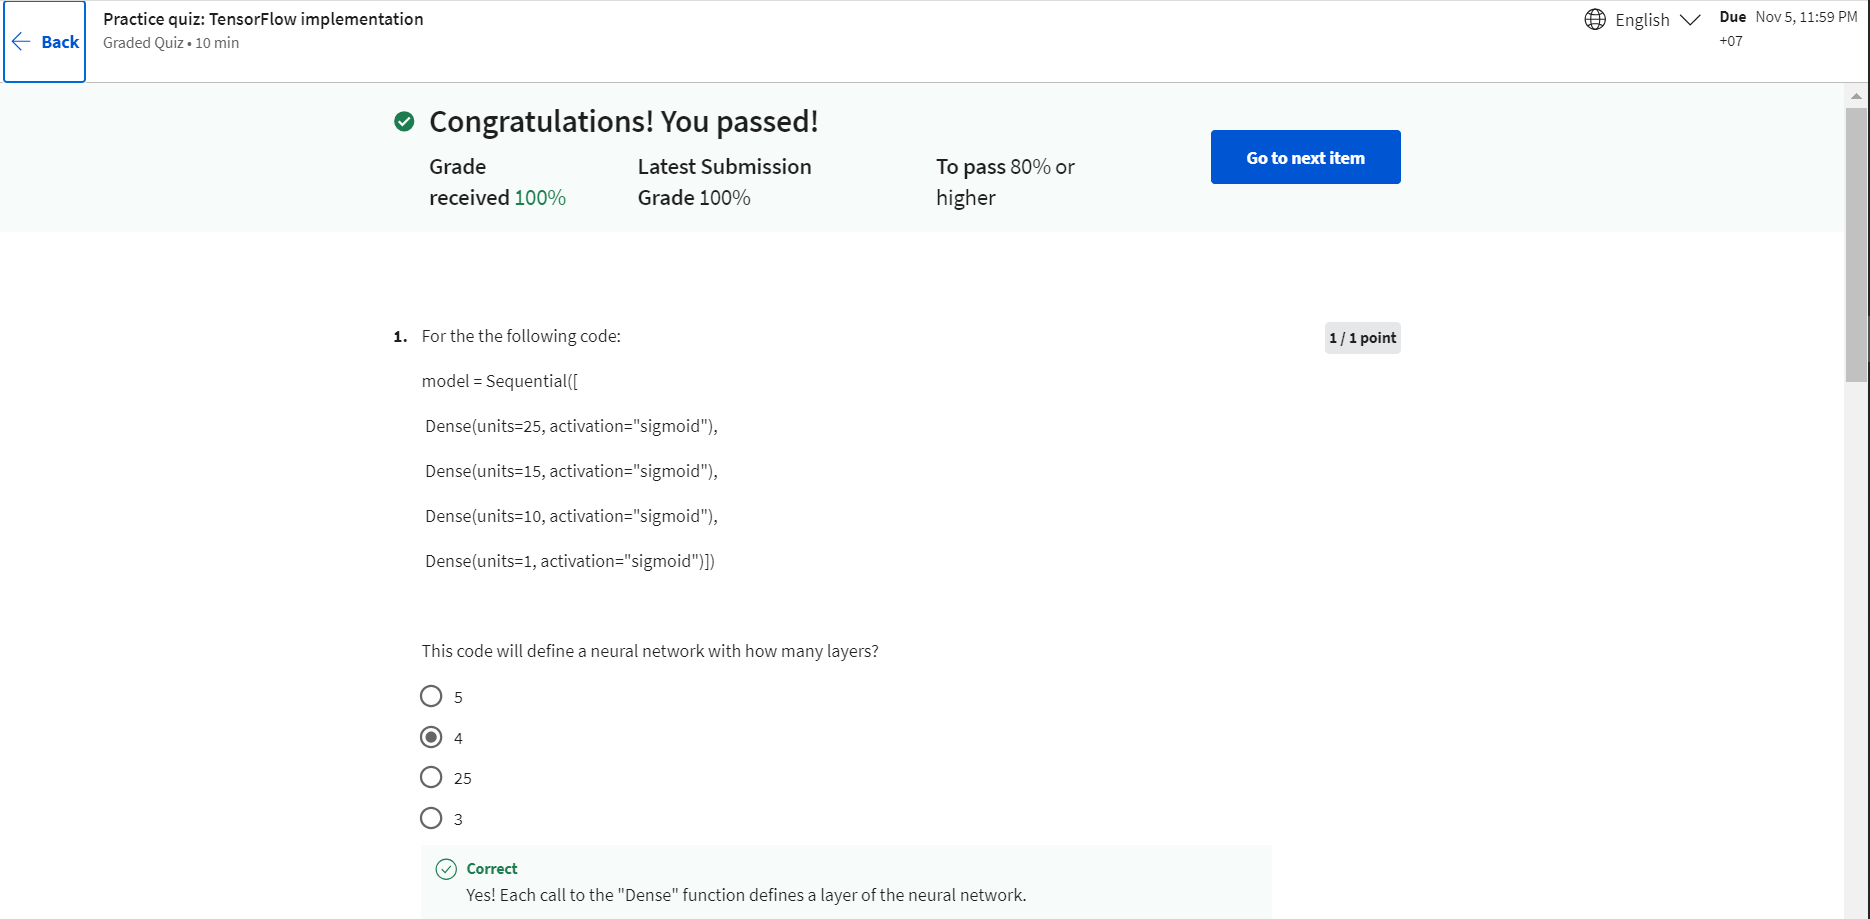 Back
Practice quiz: TensorFlow implementation
Graded Quiz • 10 min
English
Due Nov 5, 11:59 PM
+07
Congratulations! You passed!
Grade
received 100%
Latest Submission
Grade 100%
To pass 80% or
higher
Go to next item
1. For the the following code:
1 / 1 point
model = Sequential([
Dense(units=25, activation="sigmoid"),
Dense(units=15, activation="sigmoid"),
Dense(units=10, activation="sigmoid"),
Dense(units=1, activation="sigmoid")])
This code will define a neural network with how many layers?
5
4
25
3
Correct
Yes! Each call to the "Dense" function defines a layer of the neural network.